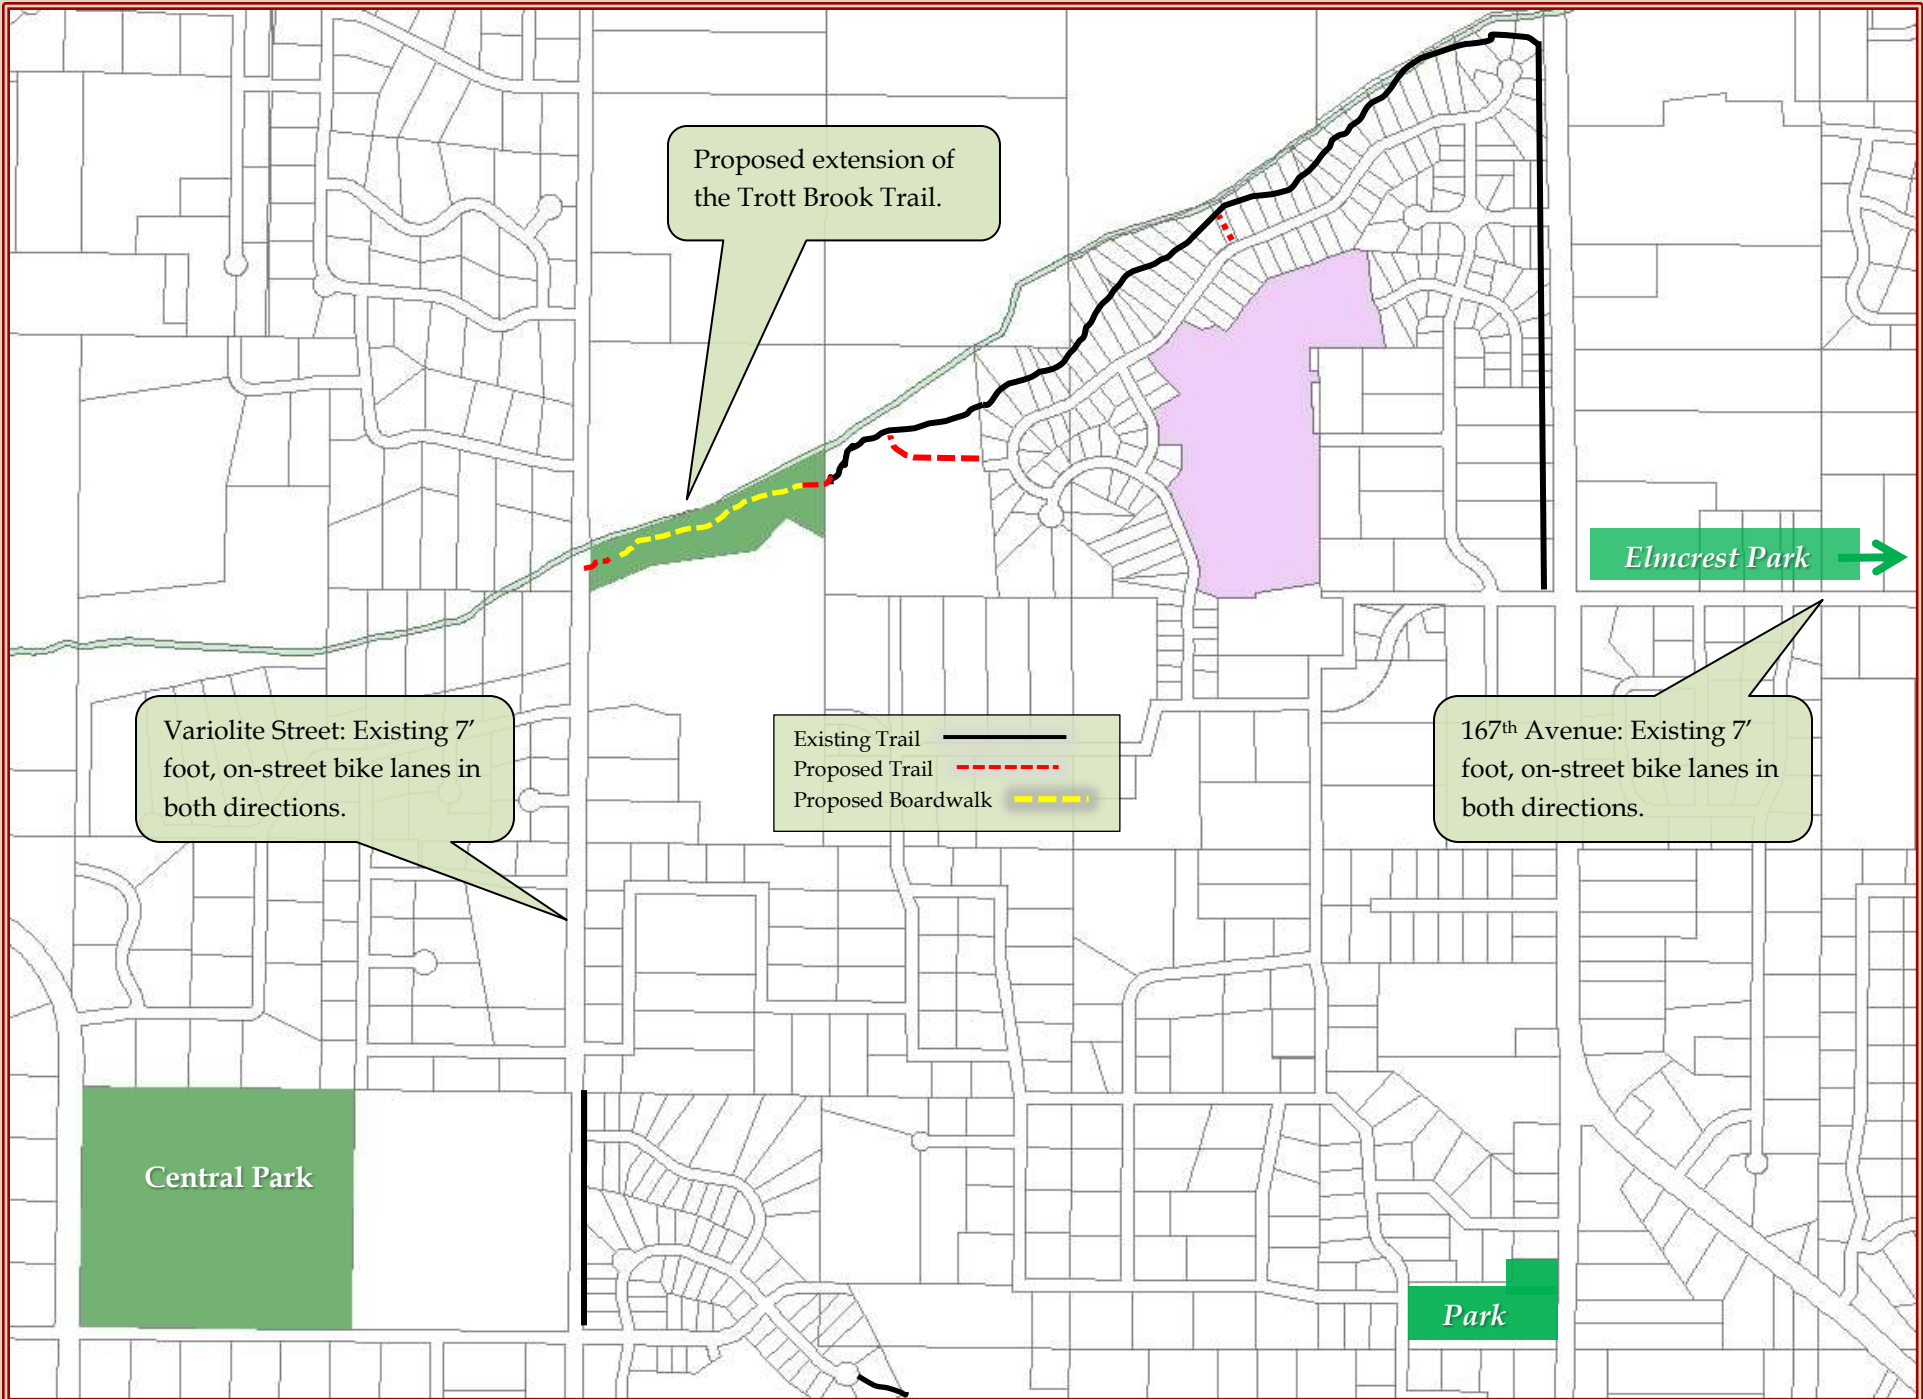 Proposed extension of
the Trott Brook Trail.
Elmcrest Park
Variolite Street: Existing 7’
foot, on-street bike lanes in
both directions.
Existing Trail
Proposed Trail
Proposed Boardwalk
167th Avenue: Existing 7’
foot, on-street bike lanes in
both directions.
Central Park
Park